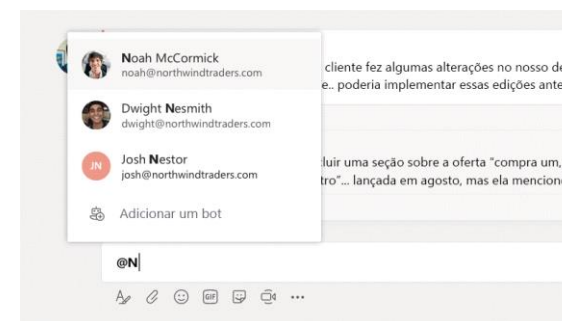 Noah McCormick
noah@northwindtraders.com
cliente fez algumas alterações no nosso de
e.. poderia implementar essas edições ante
Dwight Nesmith
dwight@northwindtraders.com
JN
Josh Nestor
josh@northwindtraders.com
luir uma seção sobre a oferta "compra um,
tro"... lançada em agosto, mas ela mencion
Adicionar um bot
@N
GIF